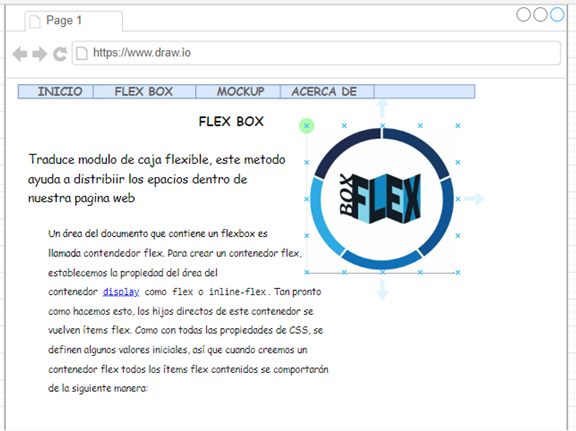 Page 1
https://www.draw.io
INICIO FLEX BOX MOCKUP ACERCA DE
FLEX BOX
Traduce modulo de caja flexible, este metodo
ayuda a distribiir los epacios dentro de
nuestra pagina web
BOX
FLEX
Un área del documento que contiene un flexbox es
llamada contendedor flex. Para crear un contenedor flex,
establecemos la propiedad del área del
contenedor display como flex o inline-flex. Tan pronto
como hacemos esto, los hijos directos de este contenedor se
vuelven ítems flex. Como con todas las propiedades de CSS, se
definen algunos valores iniciales, así que cuando creemos un
contenedor flex todos los ítems flex contenidos se comportarán
de la siguiente manera: